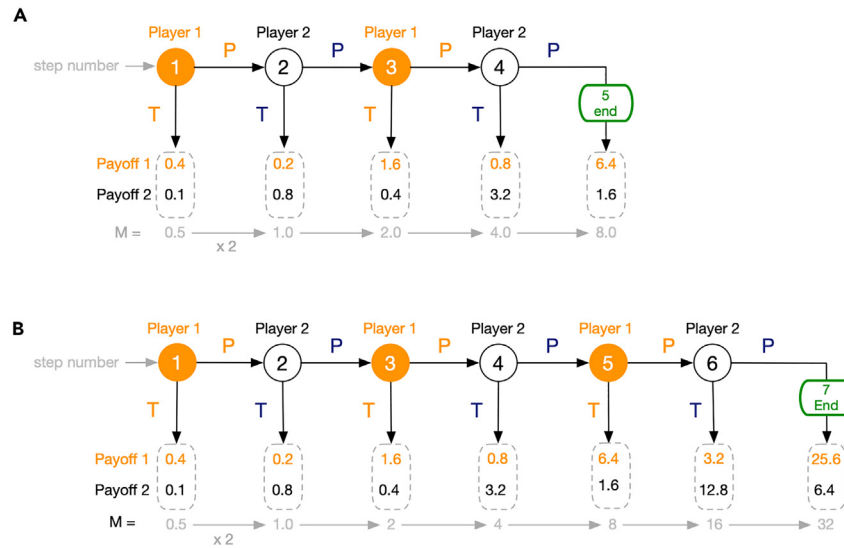 A
Player 1 Player 2 Player 1 Player 2
P P P P
step number 1 2 3 4
T T T T
5
end
Payoff 1 0.4 0.2 1.6 0.8 6.4
Payoff 2 0.1 0.8 0.4 3.2 1.6
M = 0.5 1.0 2.0 4.0 8.0
x 2
B
Player 1 Player 2 Player 1 Player 2 Player 1 Player 2
P P P P P P
step number 1 2 3 4 5 6
T T T T T T
7
End
Payoff 1 0.4 0.2 1.6 0.8 6.4 3.2 25.6
Payoff 2 0.1 0.8 0.4 3.2 1.6 12.8 6.4
M = 0.5 1.0 2 4 8 16 32
x 2